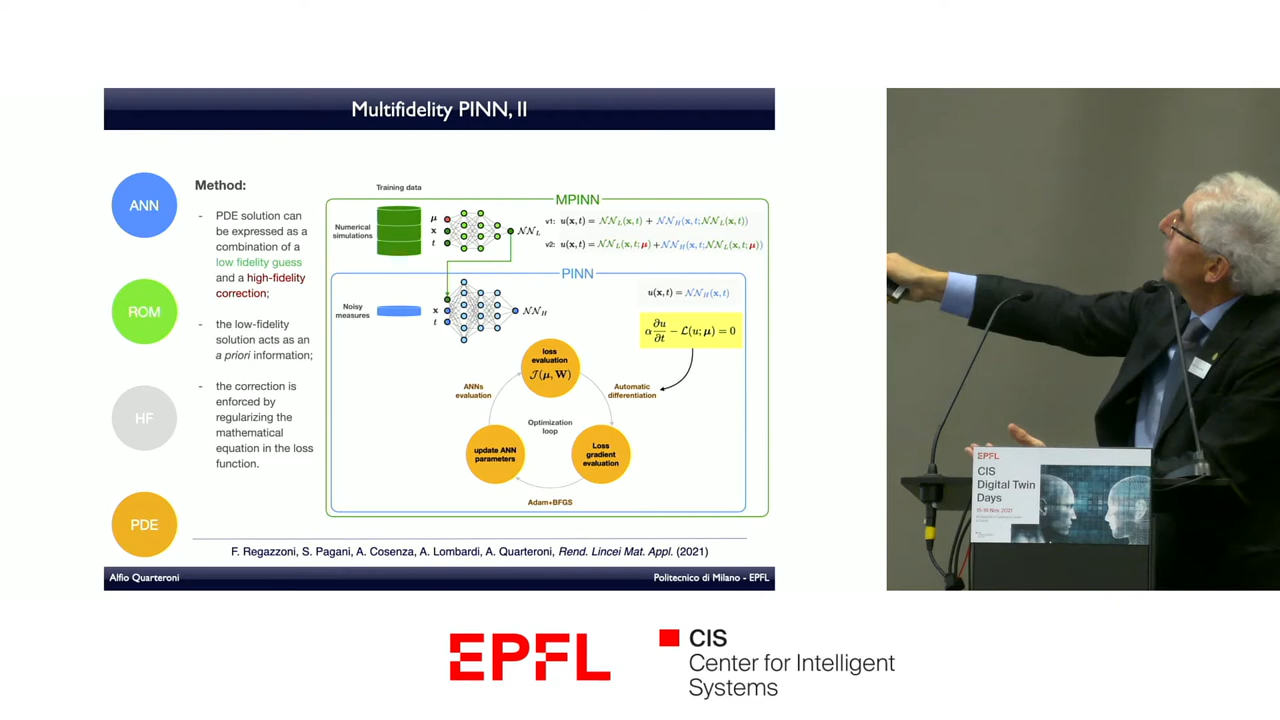 Multifidelity PINN, II
ANN
ROM
HF
PDE
Method:
- PDE solution can
be expressed as a
combination of a
low fidelity guess
and a high-fidelity
correction;
- the low-fidelity
solution acts as an
a priori information;
- the correction is
enforced by
regularizing the
mathematical
equation in the loss
function.
Training data
MPINN
Numerical
simulations
μ
x
t
𝒩𝒩_L
v1: u(x,t) = 𝒩𝒩_L(x,t) + 𝒩𝒩_H(x,t;𝒩𝒩_L(x,t))
v2: u(x,t) = 𝒩𝒩_L(x,t;μ)+𝒩𝒩_H(x,t;𝒩𝒩_L(x,t;μ))
PINN
Noisy
measures
x
t
𝒩𝒩_H
u(x,t) = 𝒩𝒩_H(x,t)
α ∂u/∂t − ℒ(u;μ) = 0
loss
evaluation
𝒥(μ,W)
ANNs
evaluation
Automatic
differentiation
Optimization
loop
update ANN
parameters
Loss
gradient
evaluation
Adam+BFGS
F. Regazzoni, S. Pagani, A. Cosenza, A. Lombardi, A. Quarteroni, Rend. Lincei Mat. Appl. (2021)
Alfio Quarteroni
Politecnico di Milano - EPFL
EPFL
CIS
Digital Twin
Days
EPFL
CIS
Center for Intelligent
Systems